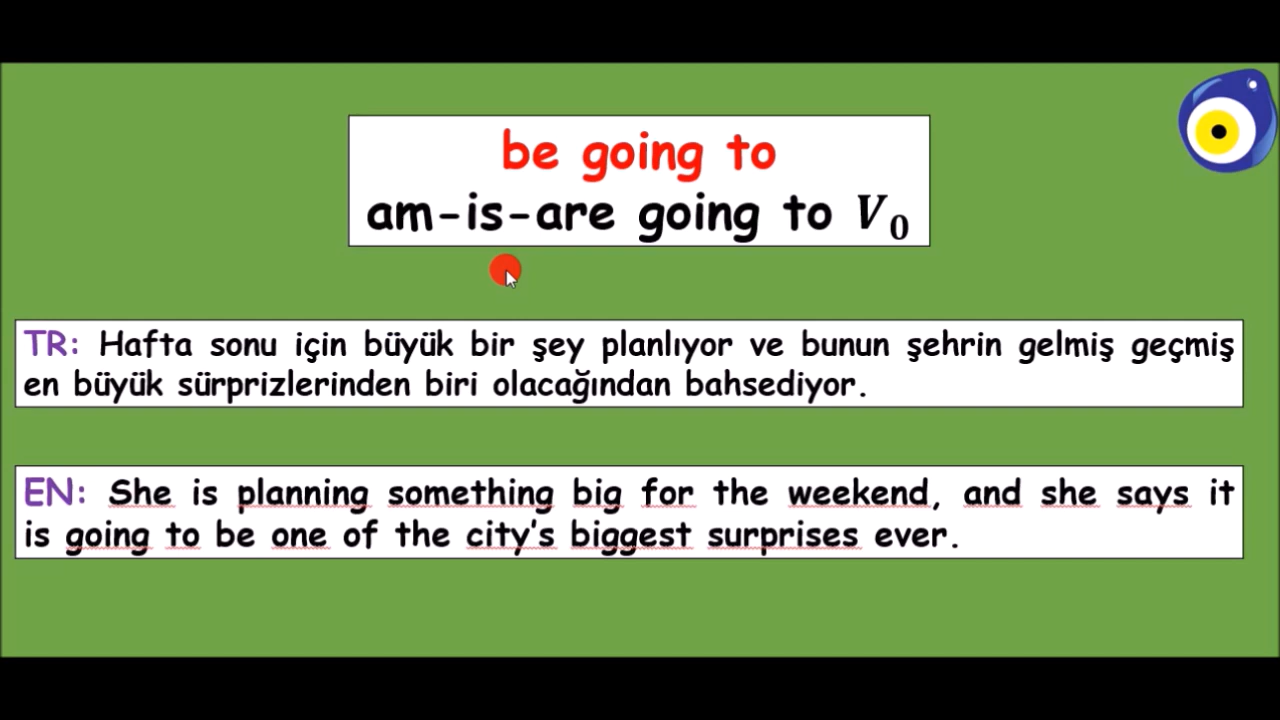 be going to
am-is-are going to V₀
TR: Hafta sonu için büyük bir şey planlıyor ve bunun şehrin gelmiş geçmiş
en büyük sürprizlerinden biri olacağından bahsediyor.
EN: She is planning something big for the weekend, and she says it
is going to be one of the city's biggest surprises ever.